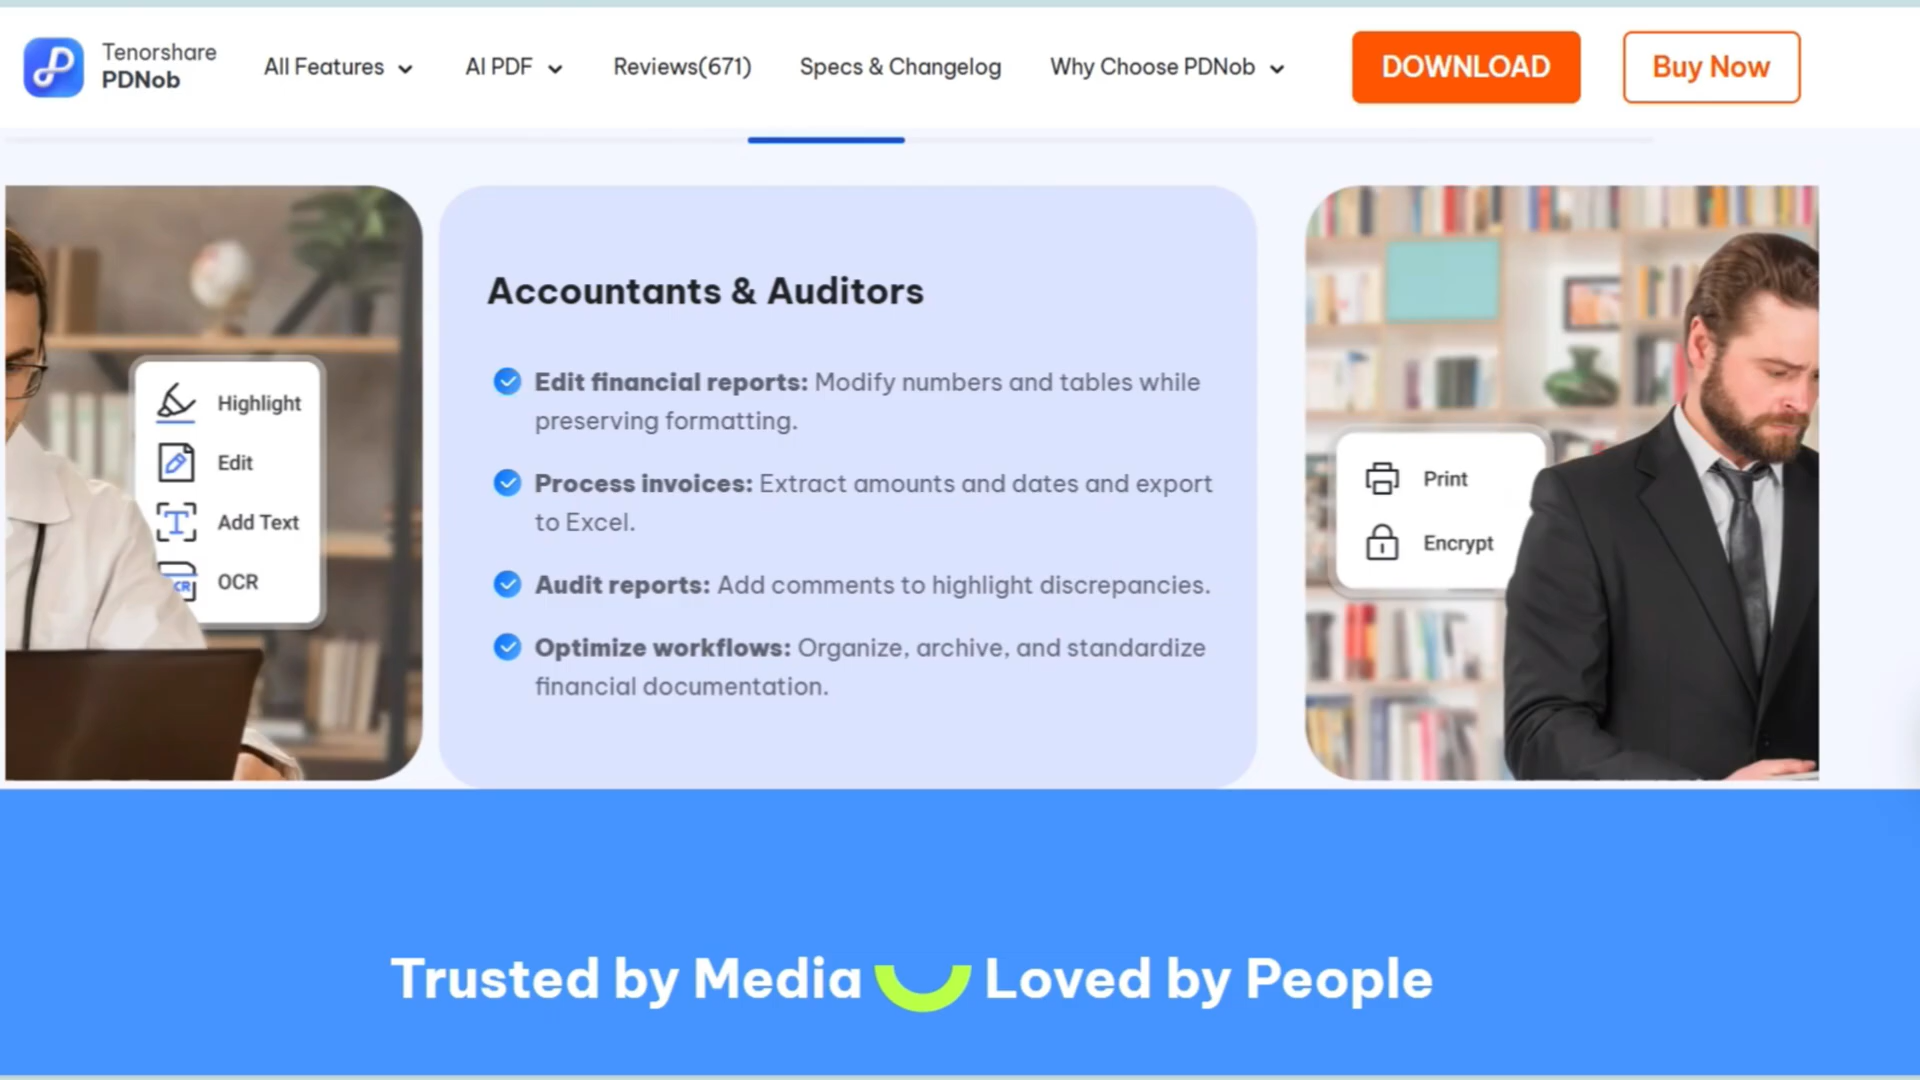 Tenorshare
PDNob
All Features
AI PDF
Reviews(671)
Specs & Changelog
Why Choose PDNob
DOWNLOAD
Buy Now
Highlight
Edit
Add Text
OCR
Accountants & Auditors
Edit financial reports: Modify numbers and tables while
preserving formatting.
Process invoices: Extract amounts and dates and export
to Excel.
Audit reports: Add comments to highlight discrepancies.
Optimize workflows: Organize, archive, and standardize
financial documentation.
Print
Encrypt
Trusted by Media Loved by People